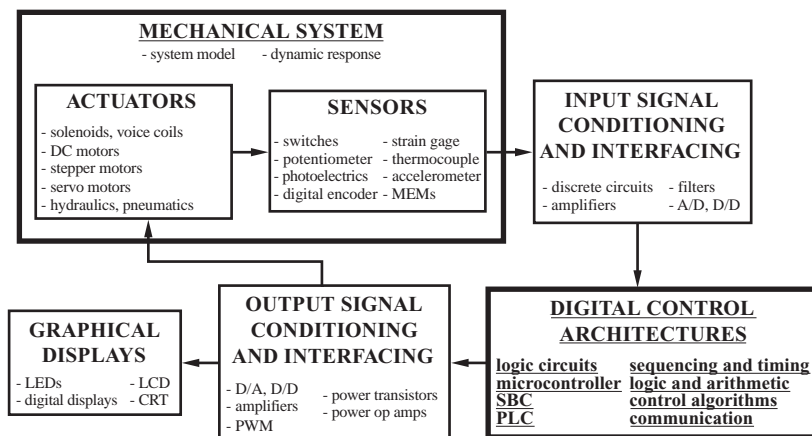 MECHANICAL SYSTEM
- system model - dynamic response
ACTUATORS
- solenoids, voice coils
- DC motors
- stepper motors
- servo motors
- hydraulics, pneumatics
SENSORS
- switches - strain gage
- potentiometer - thermocouple
- photoelectrics - accelerometer
- digital encoder - MEMs
INPUT SIGNAL
CONDITIONING
AND INTERFACING
- discrete circuits - filters
- amplifiers - A/D, D/D
GRAPHICAL
DISPLAYS
- LEDs - LCD
- digital displays - CRT
OUTPUT SIGNAL
CONDITIONING
AND INTERFACING
- D/A, D/D - power transistors
- amplifiers - power op amps
- PWM
DIGITAL CONTROL
ARCHITECTURES
logic circuits sequencing and timing
microcontroller logic and arithmetic
SBC control algorithms
PLC communication